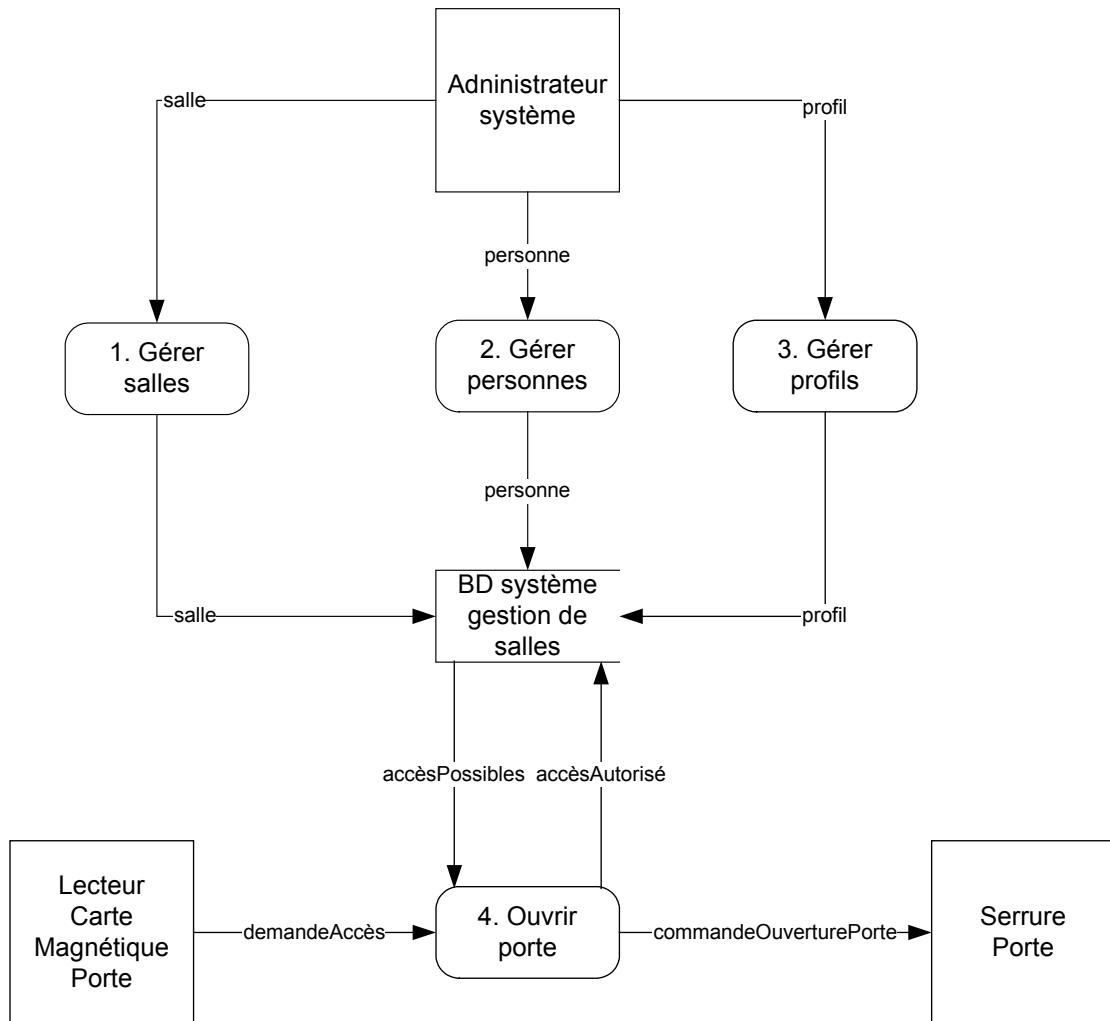 Adninistrateur
système
salle
profil
personne
1. Gérer
salles
2. Gérer
personnes
3. Gérer
profils
personne
BD système
gestion de
salles
salle
profil
accèsPossibles
accèsAutorisé
Lecteur
Carte
Magnétique
Porte
demandeAccès
4. Ouvrir
porte
commandeOuverturePorte
Serrure
Porte